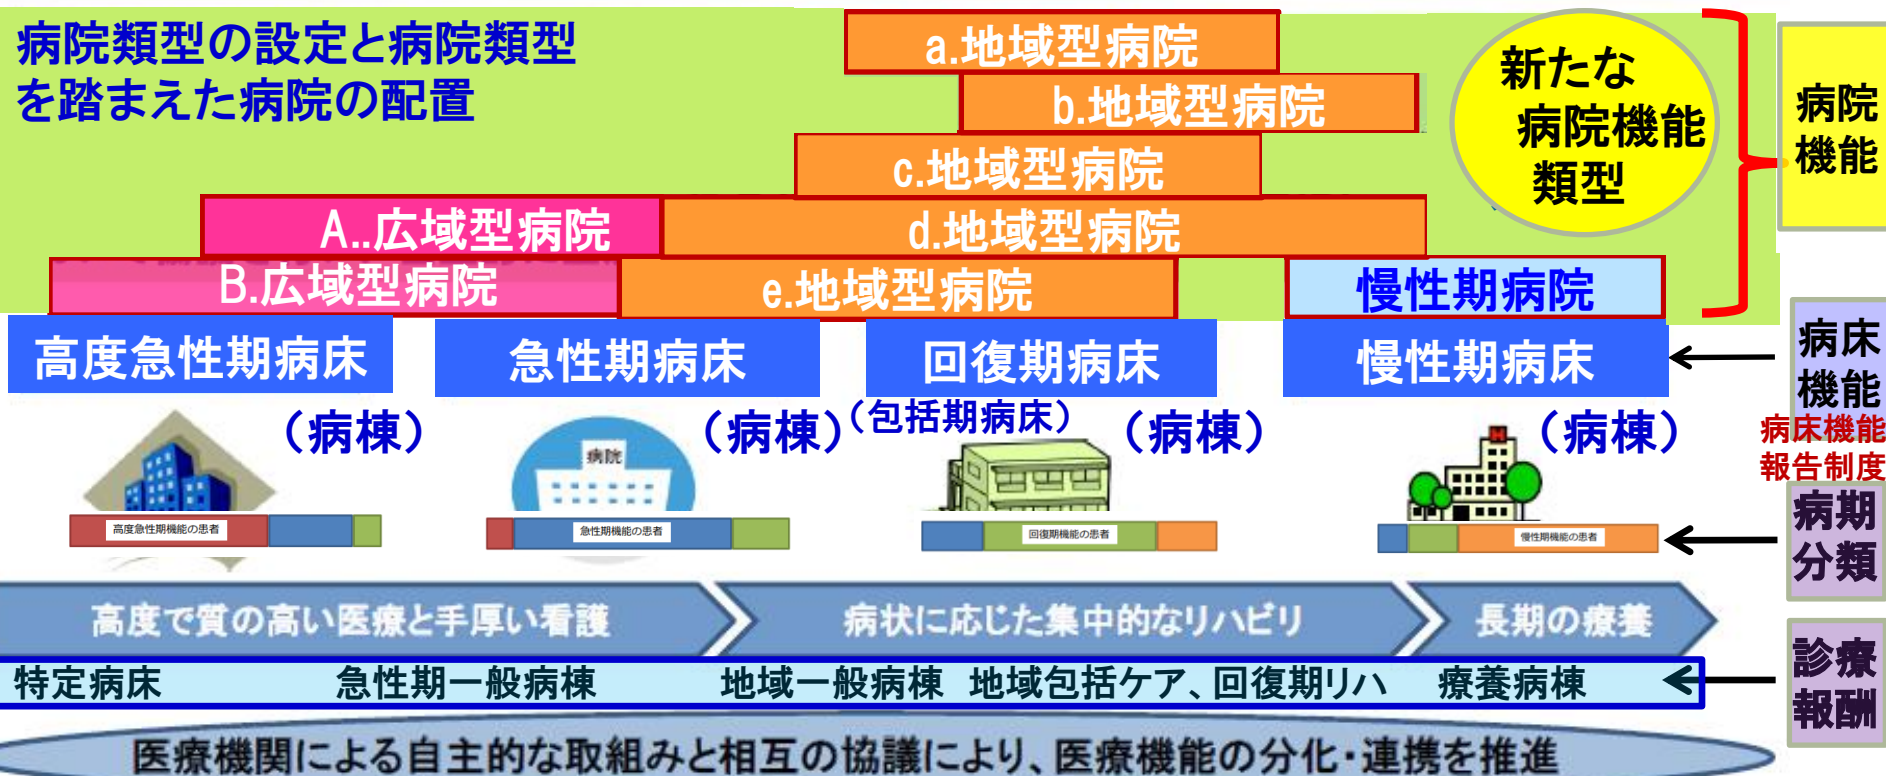 病院類型の設定と病院類型
を踏まえた病院の配置
a.地域型病院
b.地域型病院
c.地域型病院
A..広域型病院
d.地域型病院
B.広域型病院
e.地域型病院
慢性期病院
新たな
病院機能
類型
病院
機能
高度急性期病床
急性期病床
回復期病床
慢性期病床
病床
機能
(病棟)
(病棟)
(包括期病床)
(病棟)
(病棟)
病床機能
報告制度
病院
高度急性期機能の患者
急性期機能の患者
回復期機能の患者
慢性期機能の患者
病期
分類
高度で質の高い医療と手厚い看護
病状に応じた集中的なリハビリ
長期の療養
特定病床
急性期一般病棟
地域一般病棟
地域包括ケア、回復期リハ
療養病棟
診療
報酬
医療機関による自主的な取組みと相互の協議により、医療機能の分化・連携を推進